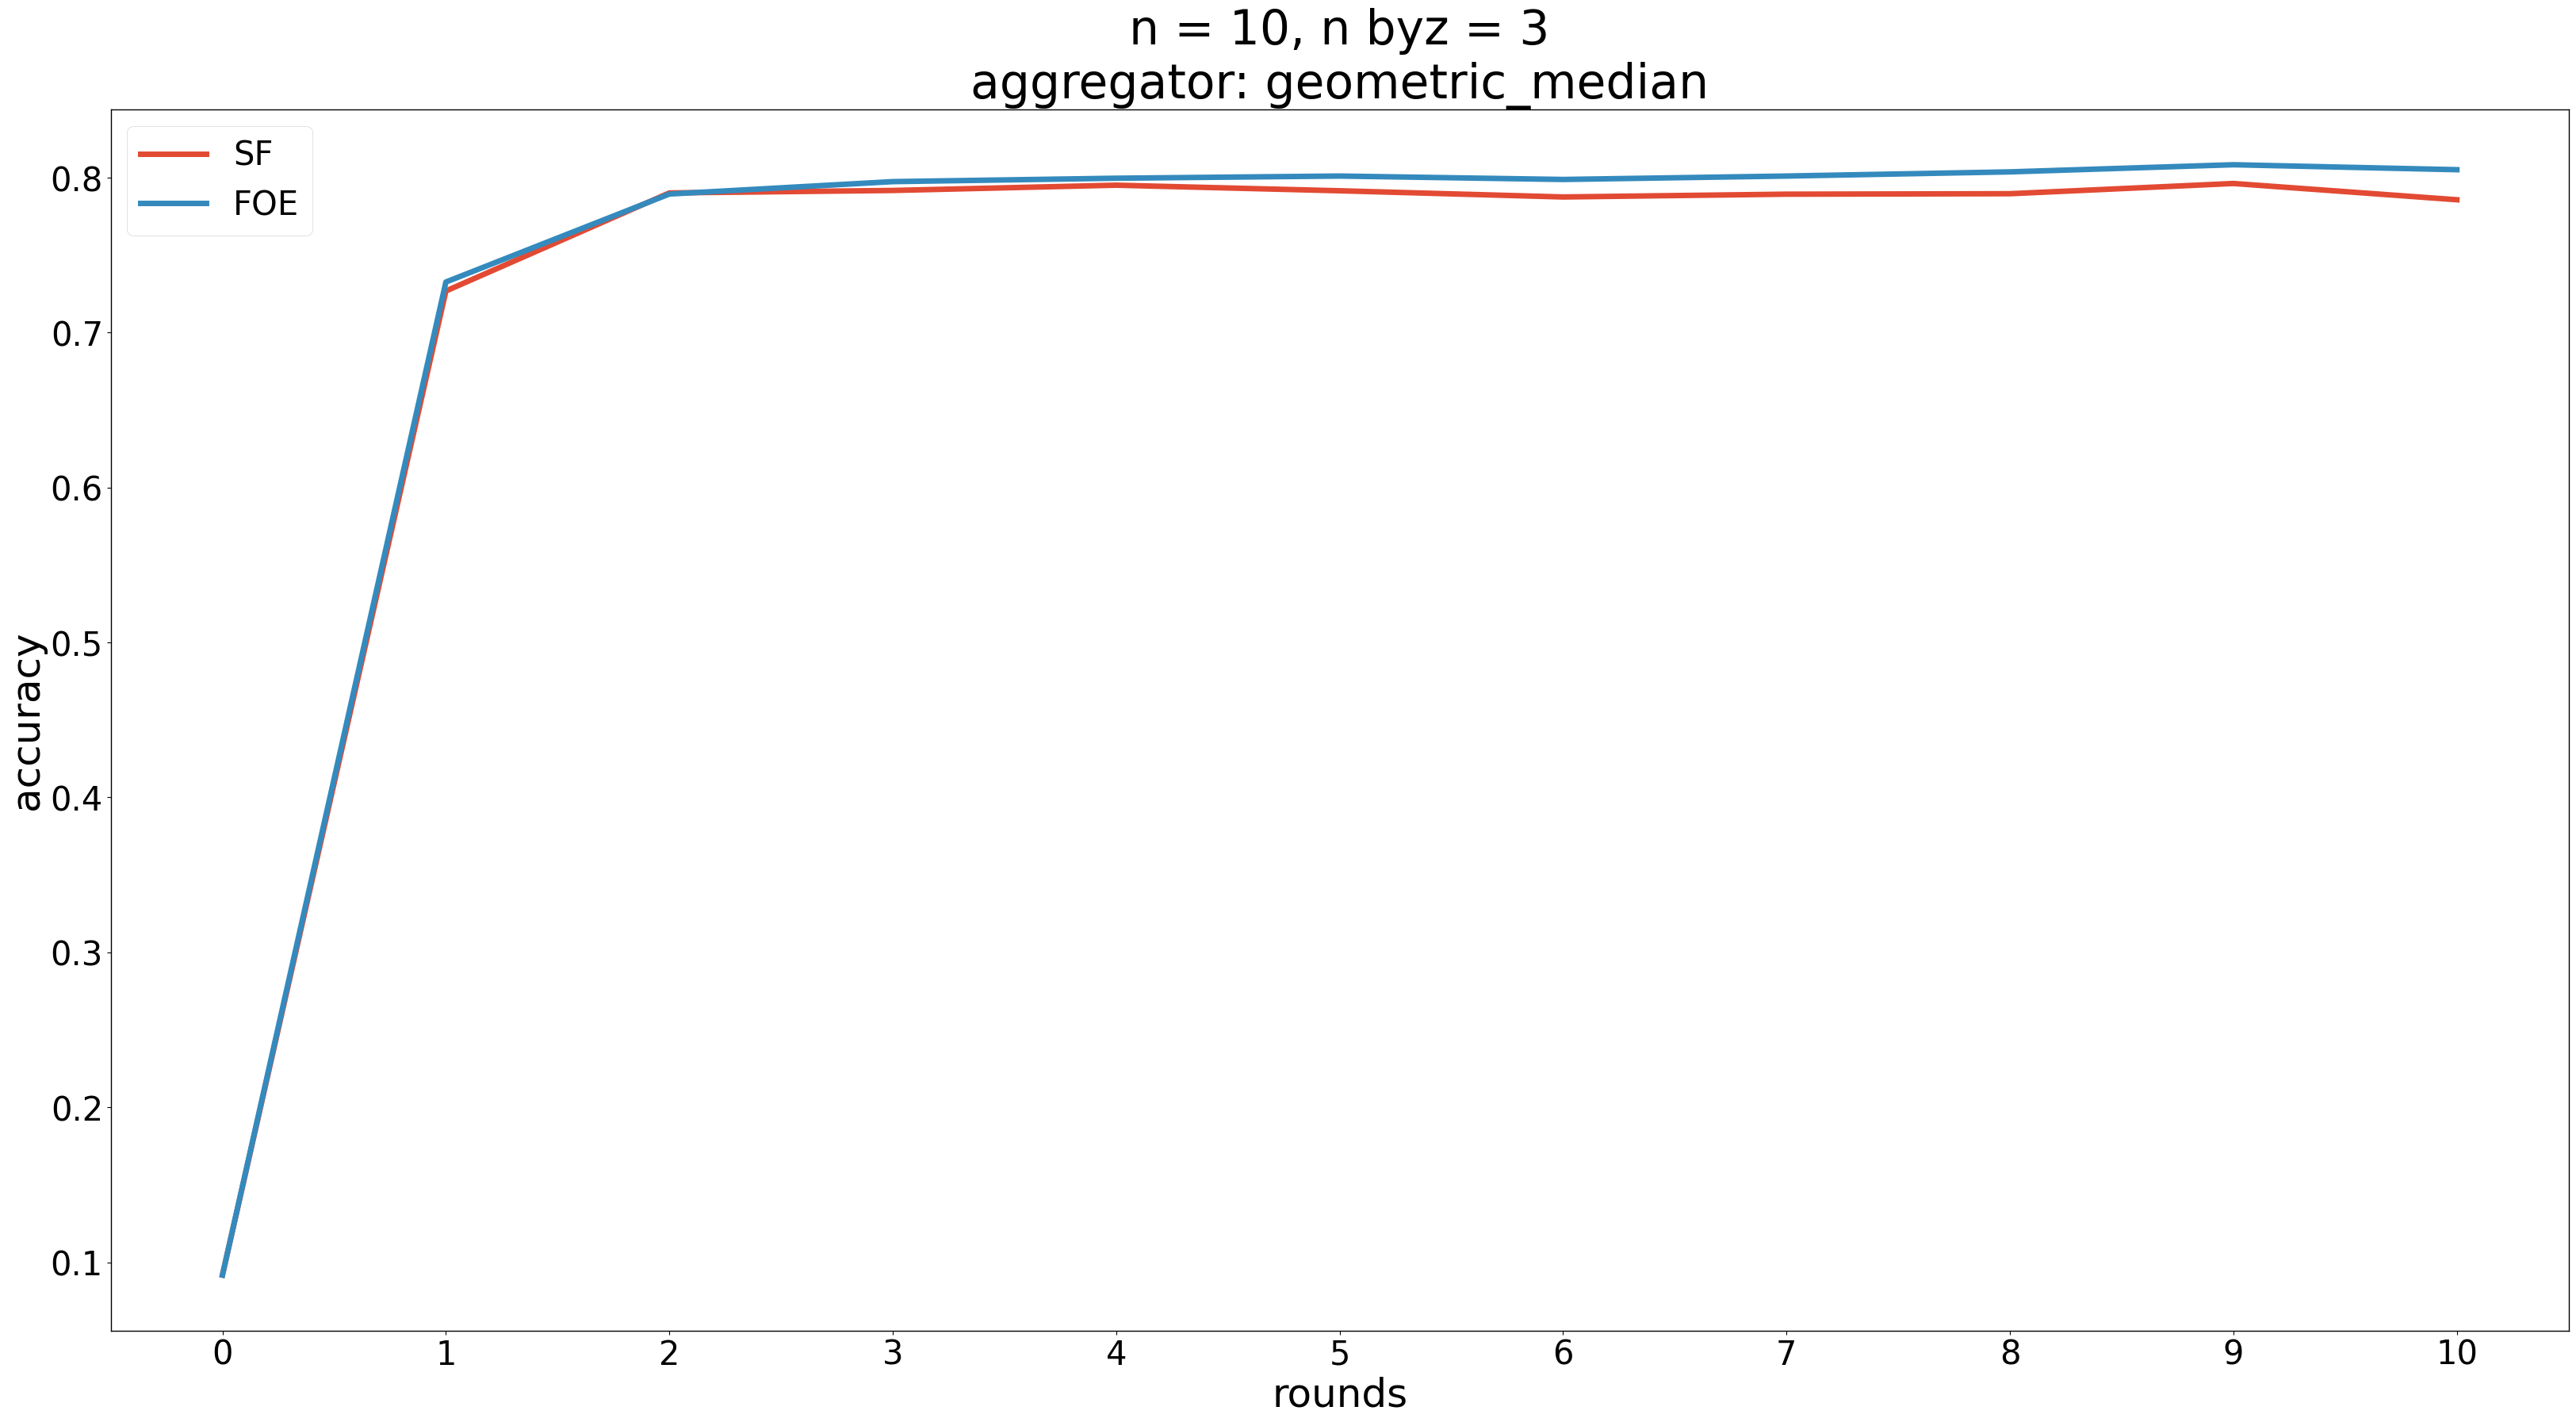 n = 10, n byz = 3
aggregator: geometric_median
SF
FOE
accuracy
0.8
0.7
0.6
0.5
0.4
0.3
0.2
0.1
0 1 2 3 4 5 6 7 8 9 10
rounds